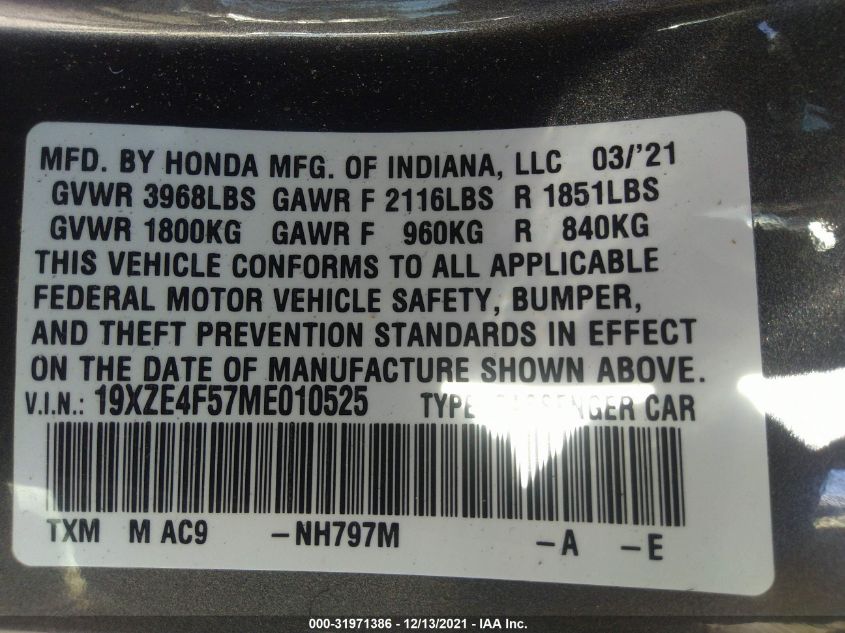 MFD. BY HONDA MFG. OF INDIANA, LLC 03/'21
GVWR 3968LBS GAWR F 2116LBS R 1851LBS
GVWR 1800KG GAWR F 960KG R 840KG
THIS VEHICLE CONFORMS TO ALL APPLICABLE
FEDERAL MOTOR VEHICLE SAFETY, BUMPER,
AND THEFT PREVENTION STANDARDS IN EFFECT
ON THE DATE OF MANUFACTURE SHOWN ABOVE.
V.I.N.: 19XZE4F57ME010525 TYPE: PASSENGER CAR
TXM M AC9 -NH797M -A -E
000-31971386 - 12/13/2021 - IAA Inc.